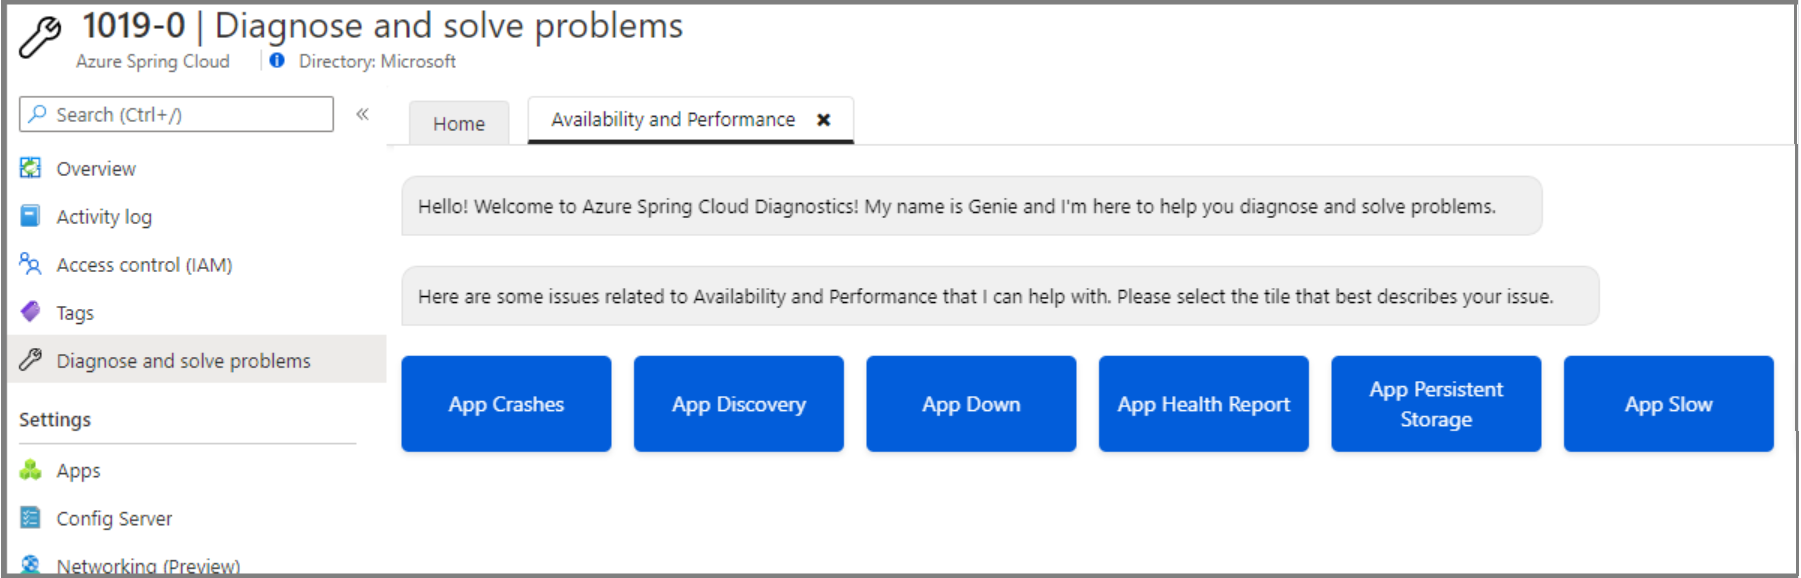 1019-0 | Diagnose and solve problems
Azure Spring Cloud
Directory: Microsoft
Search (Ctrl+/)
«
Overview
Activity log
Access control (IAM)
Tags
Diagnose and solve problems
Settings
Apps
Config Server
Networking (Preview)
Home
Availability and Performance
Hello! Welcome to Azure Spring Cloud Diagnostics! My name is Genie and I'm here to help you diagnose and solve problems.
Here are some issues related to Availability and Performance that I can help with. Please select the tile that best describes your issue.
App Crashes
App Discovery
App Down
App Health Report
App Persistent
Storage
App Slow